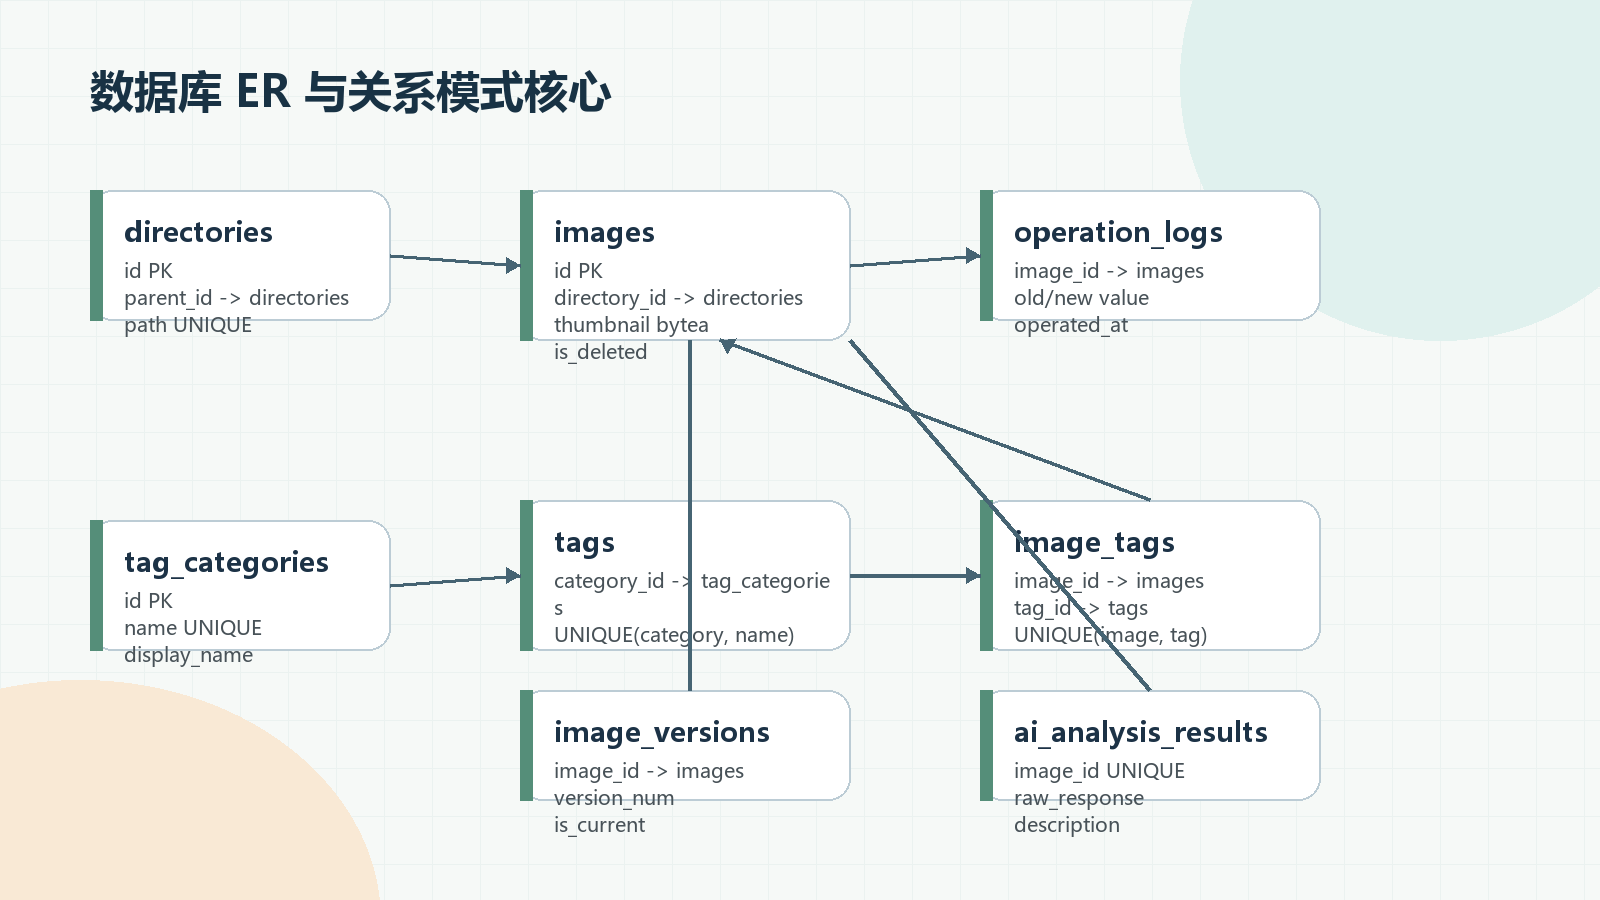 数据库 ER 与关系模式核心
directories
id PK
parent_id -> directories
path UNIQUE
images
id PK
directory_id -> directories
thumbnail bytea
is_deleted
operation_logs
image_id -> images
old/new value
operated_at
tag_categories
id PK
name UNIQUE
display_name
tags
category_id -> tag_categorie
s
UNIQUE(category, name)
image_tags
image_id -> images
tag_id -> tags
UNIQUE(image, tag)
image_versions
image_id -> images
version_num
is_current
ai_analysis_results
image_id UNIQUE
raw_response
description